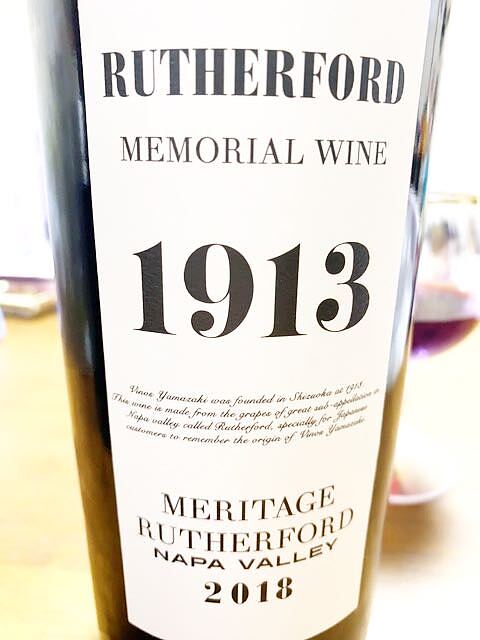 RUTHERFORD
MEMORIAL WINE
1913
Vinos Yamazaki was founded in Shizuoka at 1913.
This wine is made from the grapes of great sub-appellation in
Napa valley called Rutherford, specially for Japanese
customers to remember the origin of Vinos Yamazaki.
MERITAGE
RUTHERFORD
NAPA VALLEY
2018